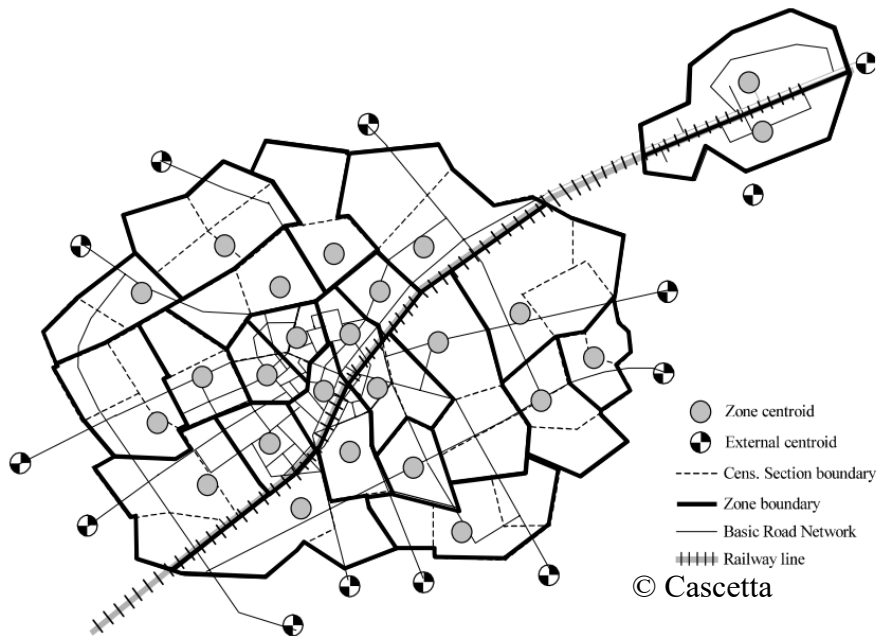 Zone centroid
External centroid
Cens. Section boundary
Zone boundary
Basic Road Network
Railway line
© Cascetta